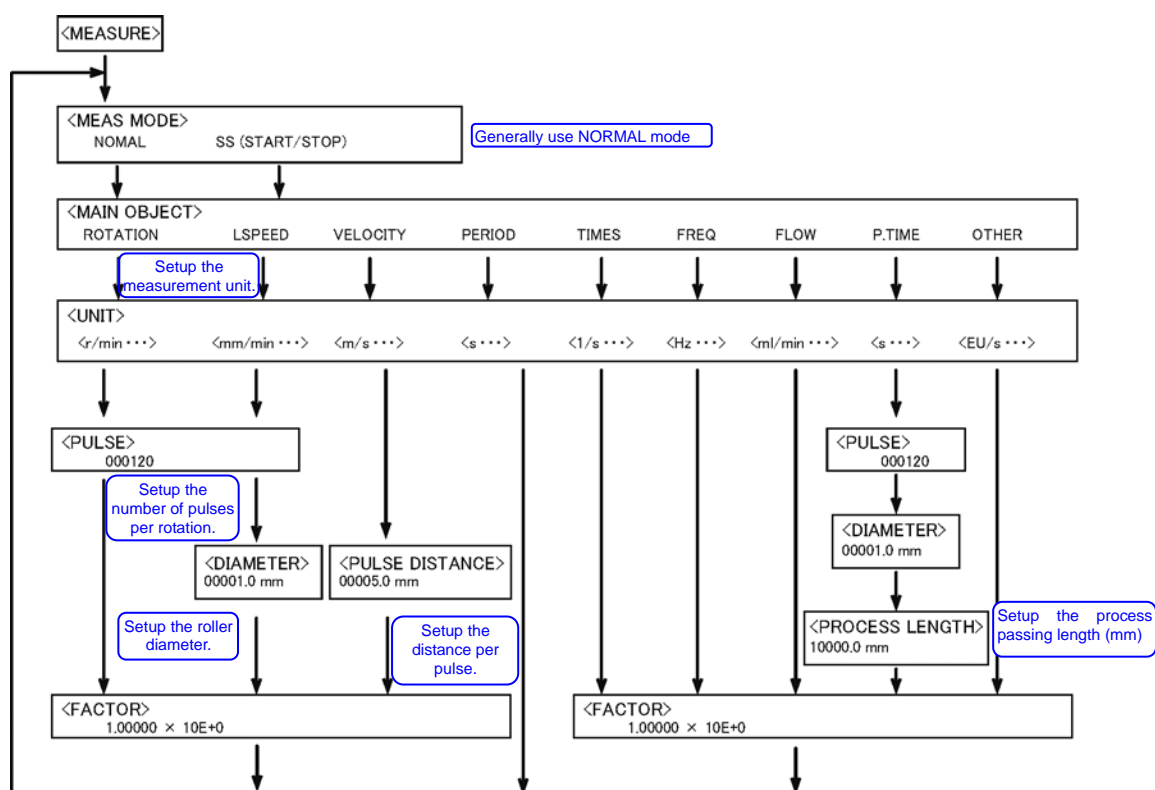 <MEASURE>
<MEAS MODE>
NOMAL SS (START/STOP)
Generally use NORMAL mode
<MAIN OBJECT>
ROTATION LSPEED VELOCITY PERIOD TIMES FREQ FLOW P.TIME OTHER
Setup the
measurement unit.
<UNIT>
<r/min ···> <mm/min ···> <m/s ···> <s ···> <1/s ···> <Hz ···> <ml/min ···> <s ···> <EU/s ···>
<PULSE>
000120
<PULSE>
000120
Setup the
number of pulses
per rotation.
<DIAMETER>
00001.0 mm
<PULSE DISTANCE>
00005.0 mm
<DIAMETER>
00001.0 mm
Setup the roller
diameter.
Setup the
distance per
pulse.
<PROCESS LENGTH>
10000.0 mm
Setup the process
passing length (mm)
<FACTOR>
1.00000 × 10E+0
<FACTOR>
1.00000 × 10E+0